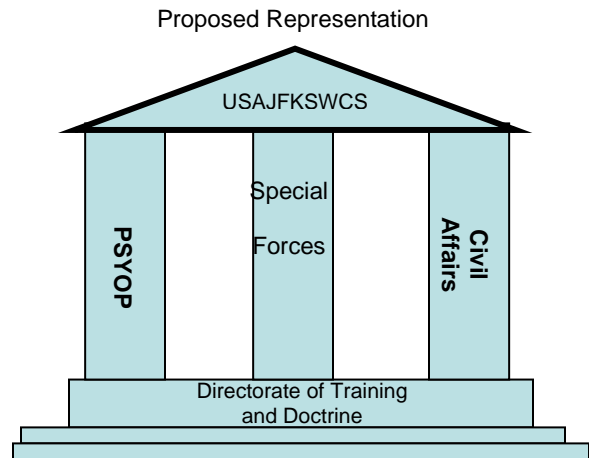 Proposed Representation
USAJFKSWCS
PSYOP
Special
Forces
Civil
Affairs
Directorate of Training
and Doctrine